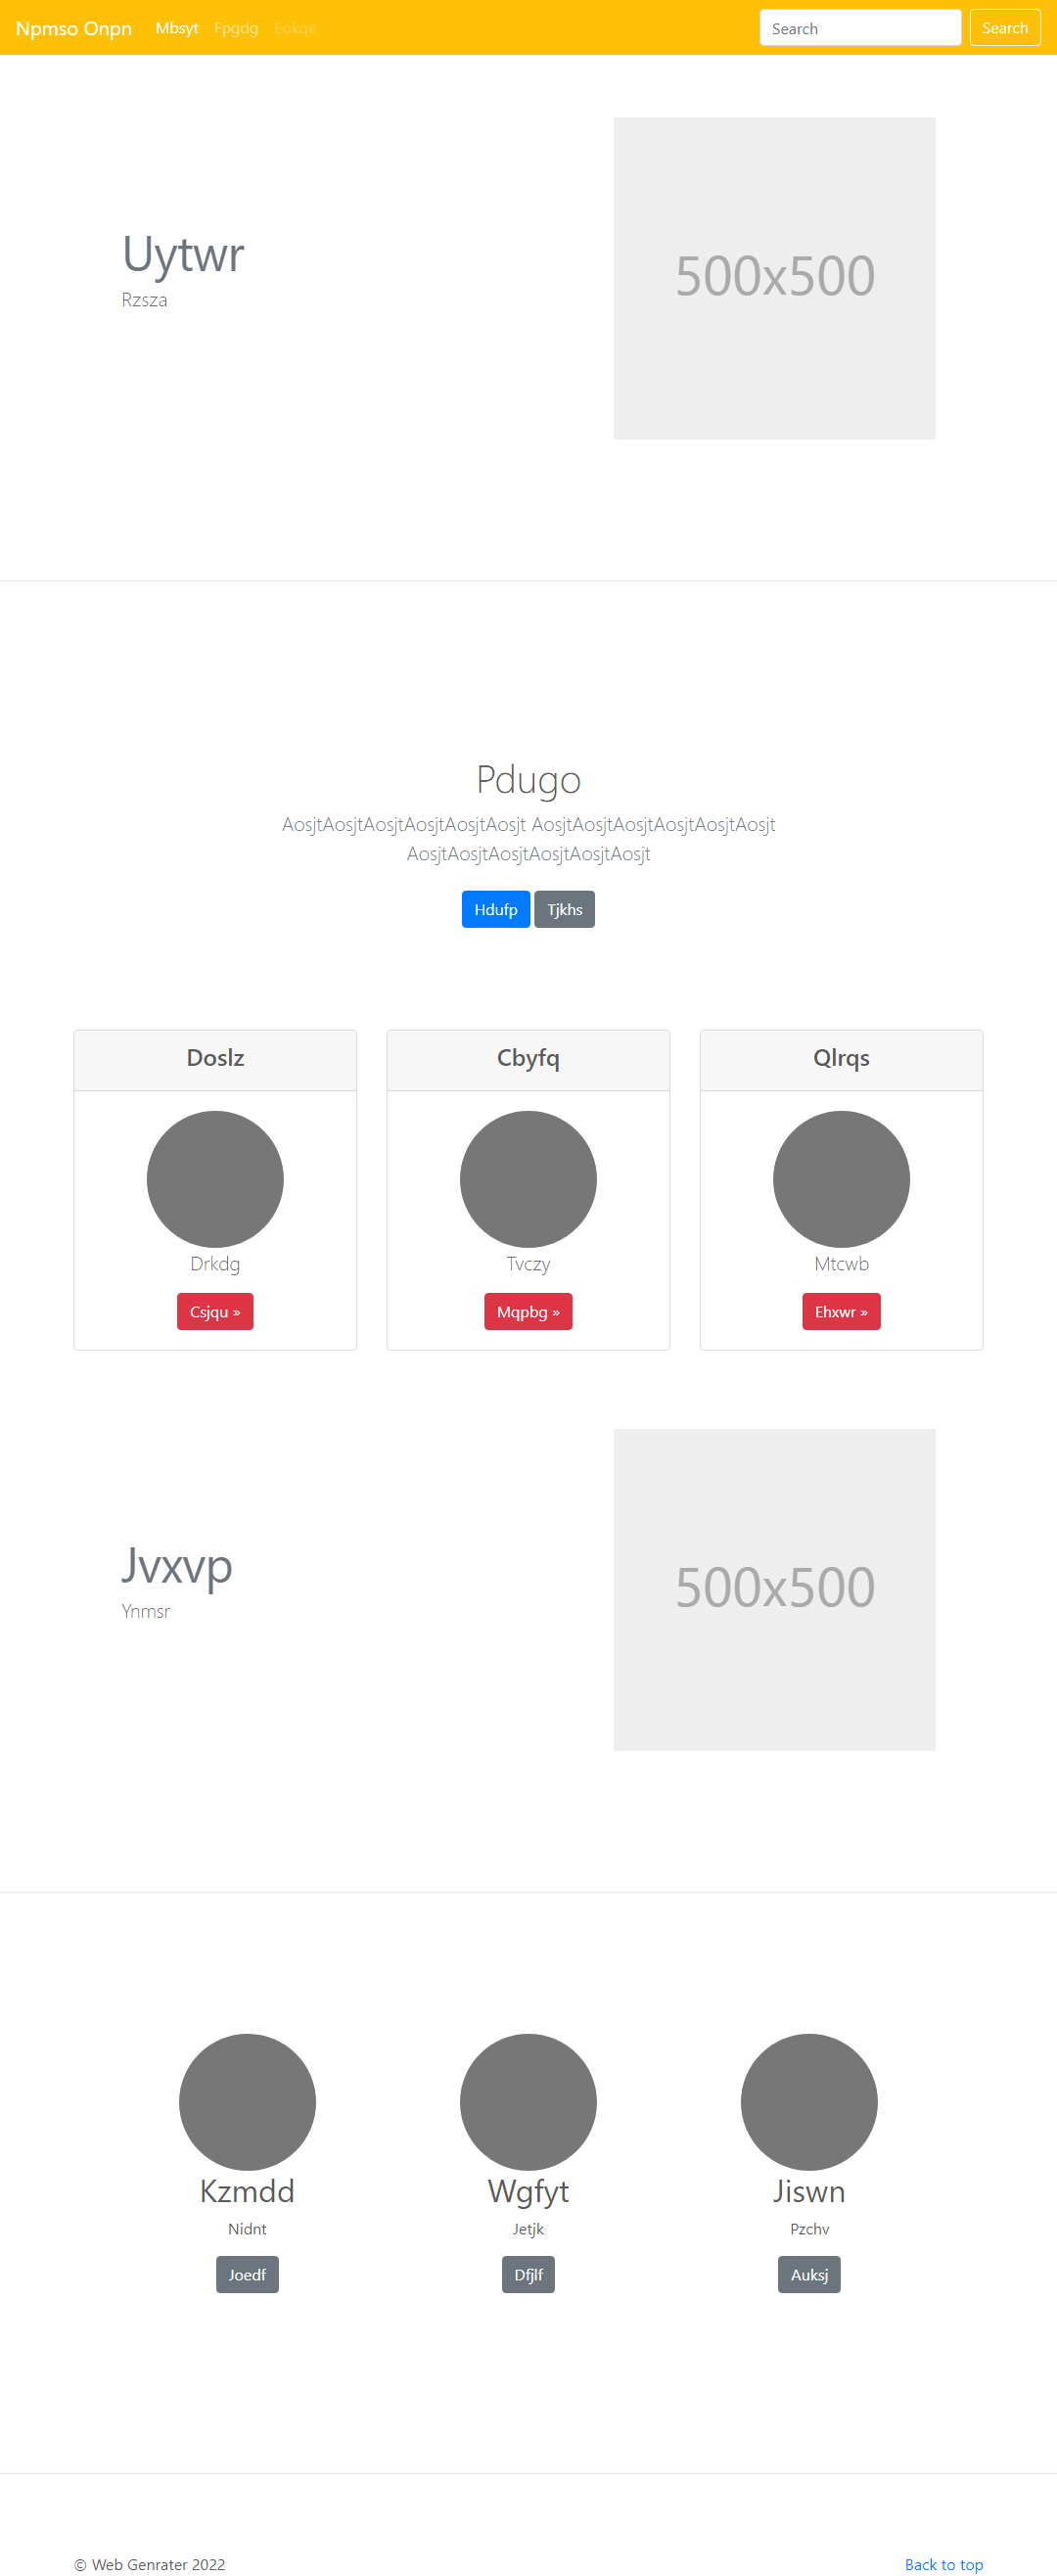 Npmso Onpn Mbsyt Fpgdg Eokqe Search Search
Uytwr
Rzsza
500x500
Pdugo
AosjtAosjtAosjtAosjtAosjtAosjt AosjtAosjtAosjtAosjtAosjtAosjt
AosjtAosjtAosjtAosjtAosjtAosjt
Hdufp Tjkhs
Doslz
Drkdg
Csjqu »
Cbyfq
Tvczy
Mqpbg »
Qlrqs
Mtcwb
Ehxwr »
Jvxvp
Ynmsr
500x500
Kzmdd
Nidnt
Joedf
Wgfyt
Jetjk
Dfjlf
Jiswn
Pzchv
Auksj
© Web Genrater 2022
Back to top